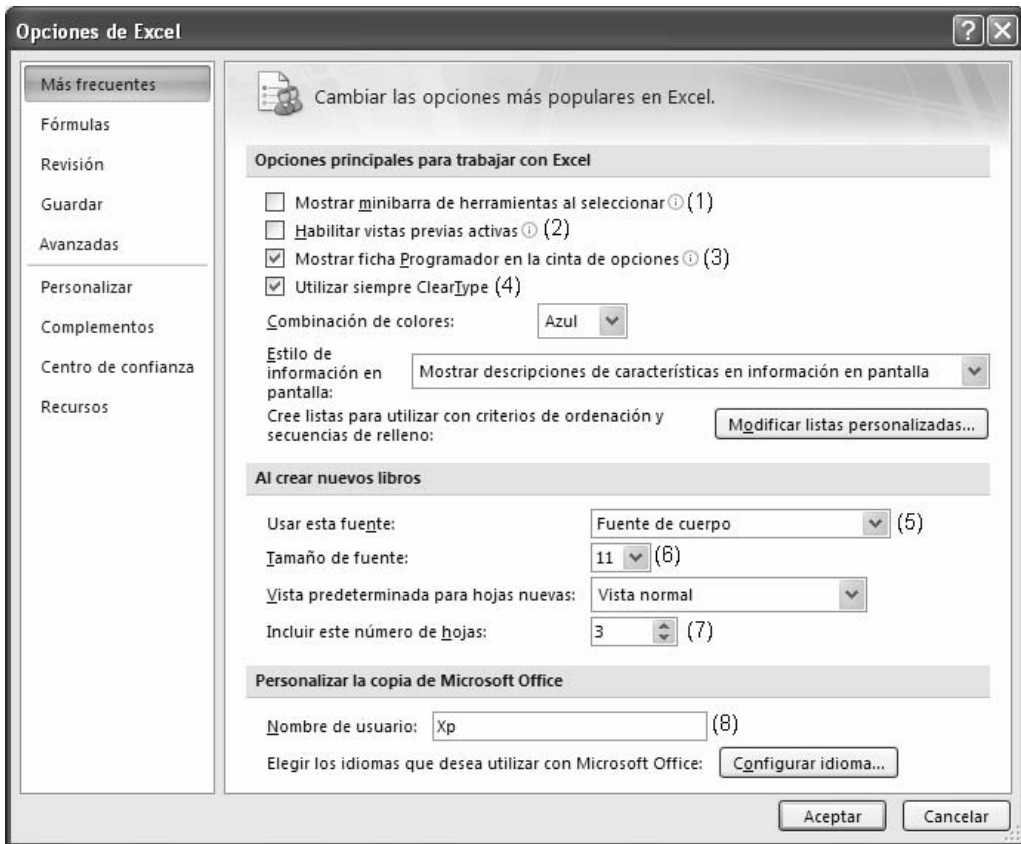 Opciones de Excel
Más frecuentes
Fórmulas
Revisión
Guardar
Avanzadas
Personalizar
Complementos
Centro de confianza
Recursos
Cambiar las opciones más populares en Excel.
Opciones principales para trabajar con Excel
Mostrar minibarra de herramientas al seleccionar (1)
Habilitar vistas previas activas (2)
Mostrar ficha Programador en la cinta de opciones (3)
Utilizar siempre ClearType (4)
Combinación de colores: Azul
Estilo de
información en
pantalla:
Mostrar descripciones de características en información en pantalla
Cree listas para utilizar con criterios de ordenación y
secuencias de relleno:
Modificar listas personalizadas...
Al crear nuevos libros
Usar esta fuente: Fuente de cuerpo (5)
Tamaño de fuente: 11 (6)
Vista predeterminada para hojas nuevas: Vista normal
Incluir este número de hojas: 3 (7)
Personalizar la copia de Microsoft Office
Nombre de usuario: Xp (8)
Elegir los idiomas que desea utilizar con Microsoft Office: Configurar idioma...
Aceptar Cancelar